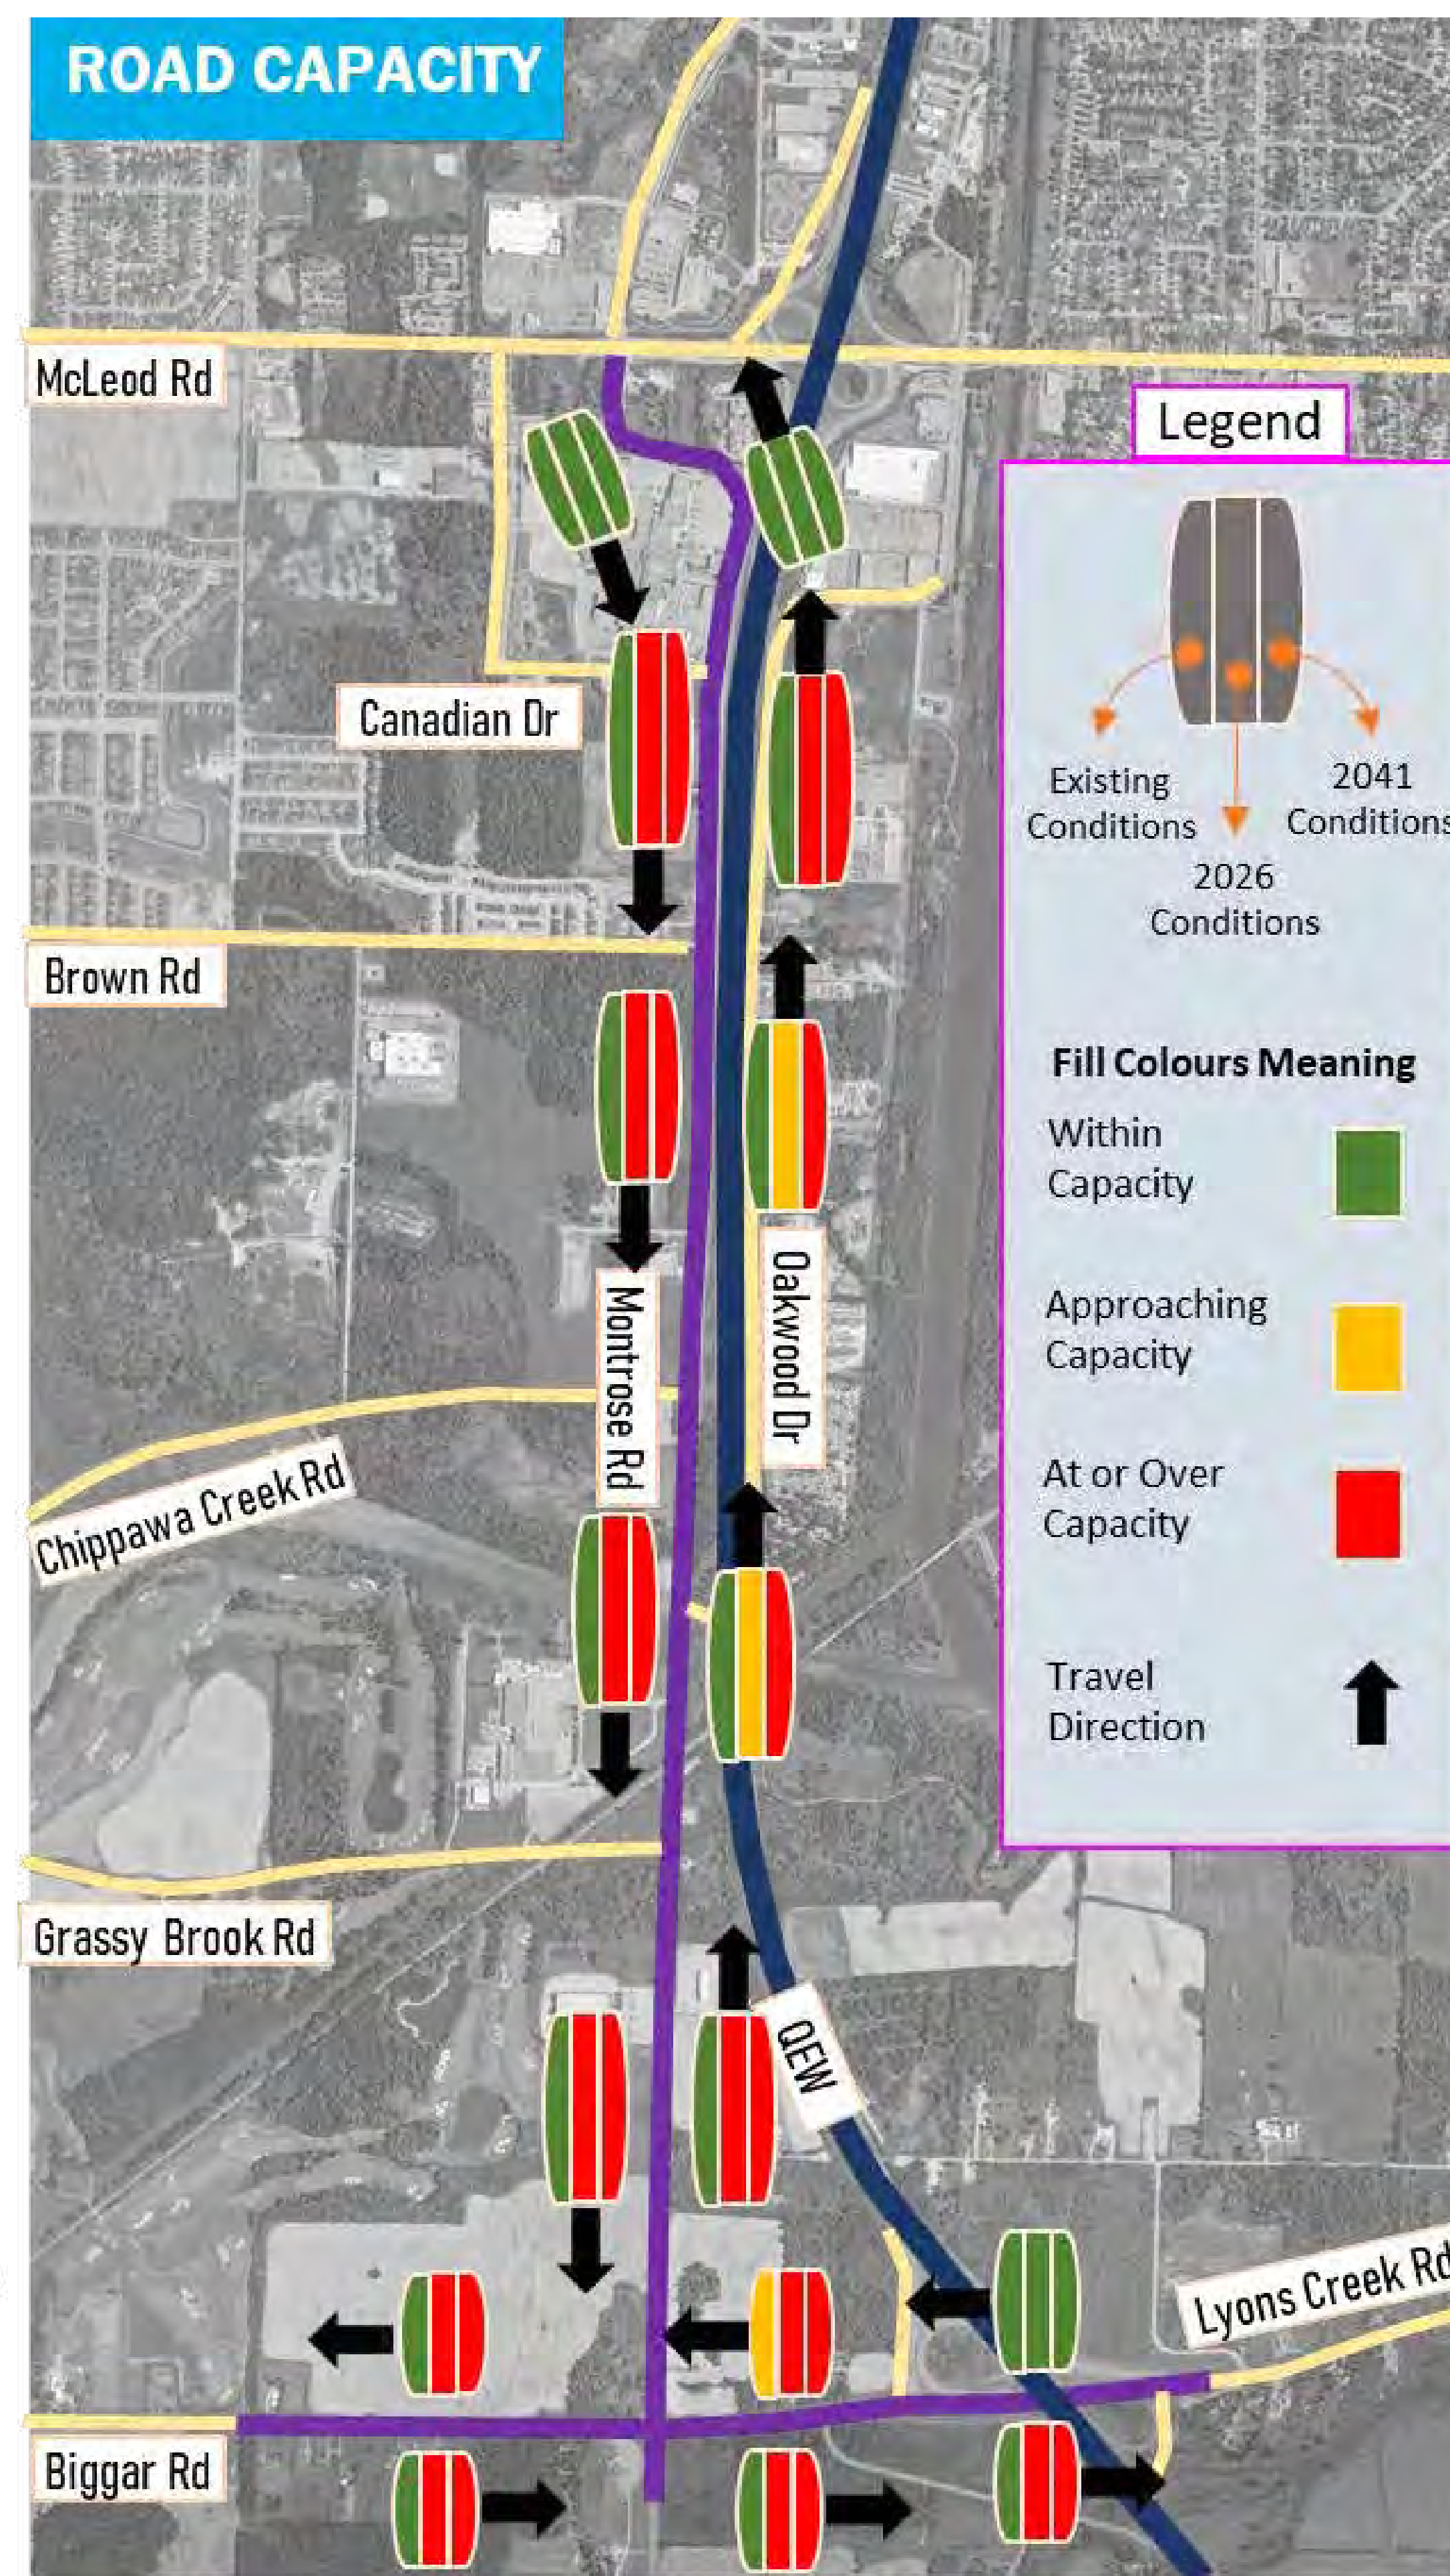 ROAD CAPACITY
McLeod Rd
Legend
Canadian Dr
Existing
Conditions
2041
Conditions
2026
Conditions
Brown Rd
Fill Colours Meaning
Within
Capacity
Approaching
Capacity
Oakwood Dr
Montrose Rd
At or Over
Capacity
Chippawa Creek Rd
Travel
Direction
Grassy Brook Rd
QEW
Lyons Creek Rd
Biggar Rd